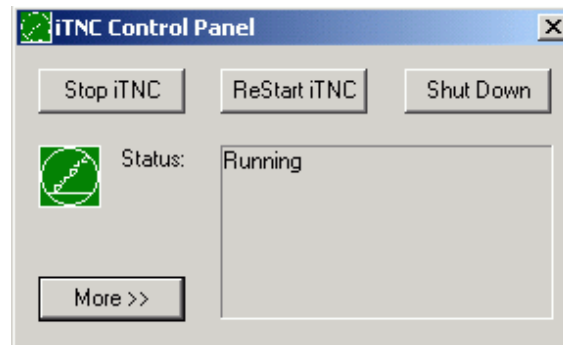 iTNC Control Panel
Stop iTNC
ReStart iTNC
Shut Down
Status:
Running
More >>